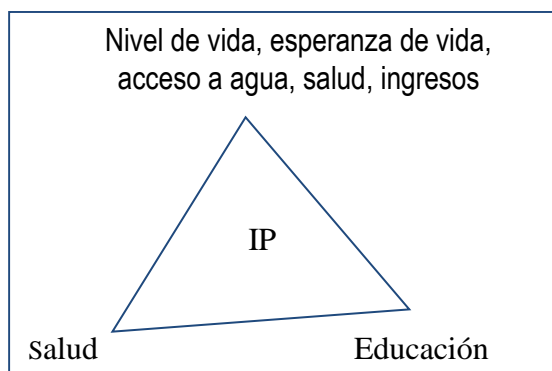 Nivel de vida, esperanza de vida,
acceso a agua, salud, ingresos
IP
Salud
Educación